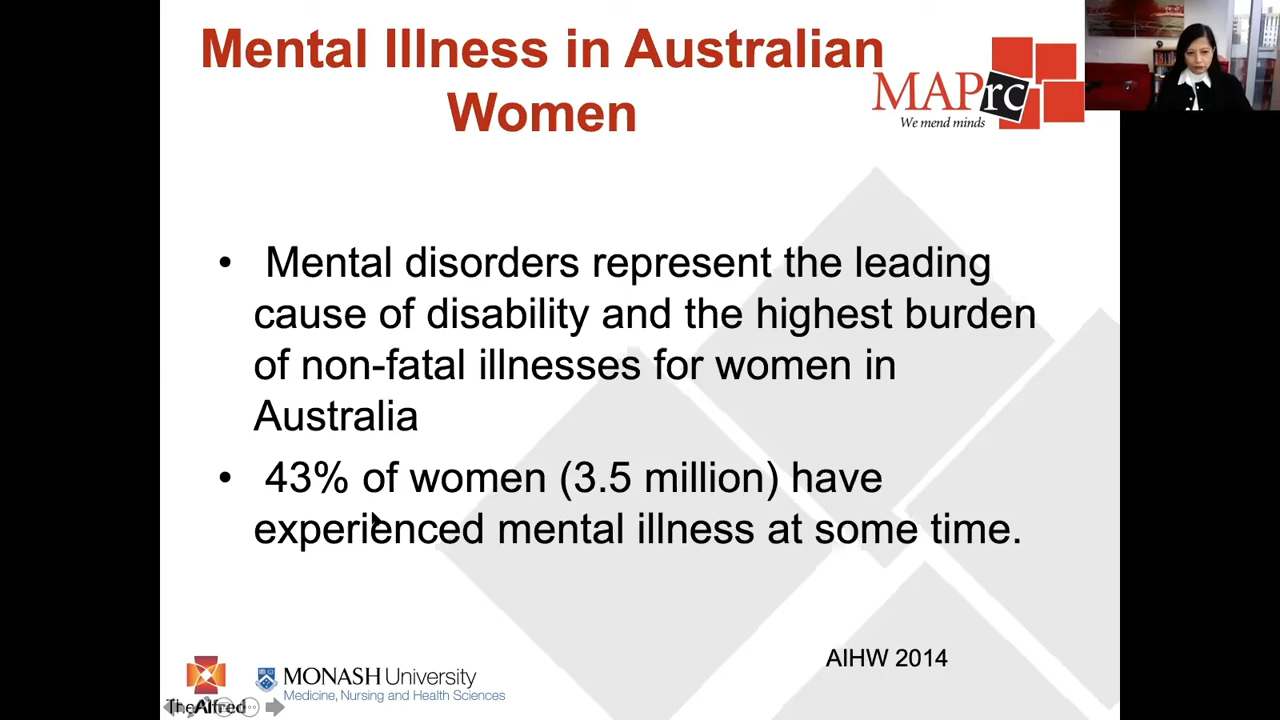 Mental Illness in Australian
Women
MAPrc
We mend minds
• Mental disorders represent the leading
cause of disability and the highest burden
of non-fatal illnesses for women in
Australia
• 43% of women (3.5 million) have
experienced mental illness at some time.
AIHW 2014
TheAlfred
MONASH University
Medicine, Nursing and Health Sciences